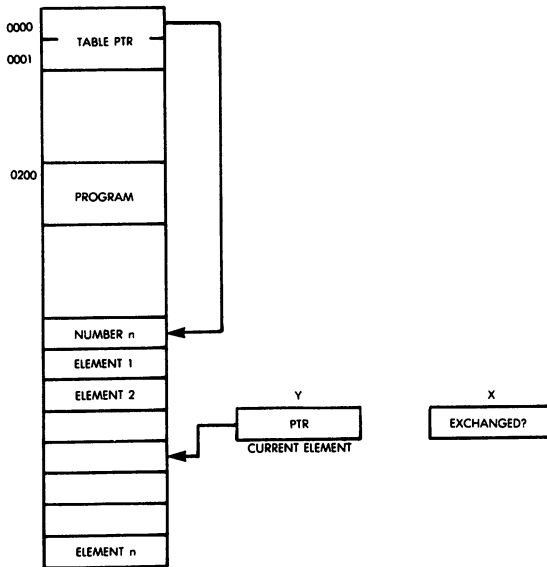 0000
TABLE PTR
0001
0200
PROGRAM
NUMBER n
ELEMENT 1
ELEMENT 2
Y
X
PTR
EXCHANGED?
CURRENT ELEMENT
ELEMENT n